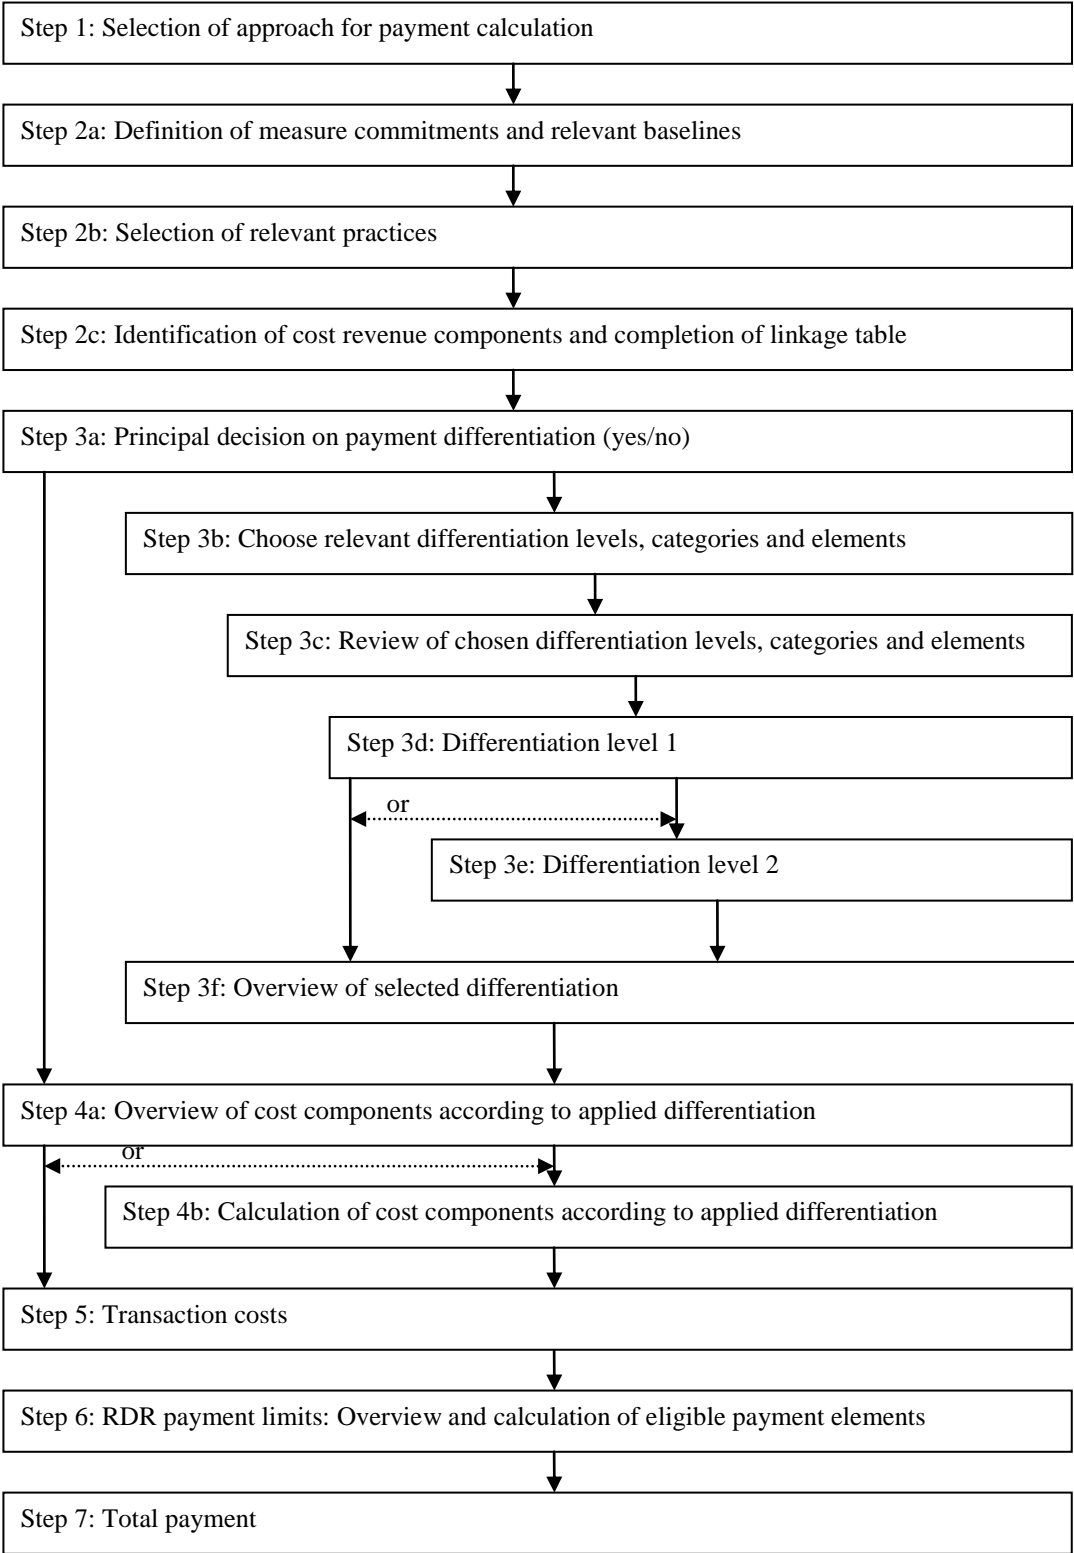 Step 1: Selection of approach for payment calculation
Step 2a: Definition of measure commitments and relevant baselines
Step 2b: Selection of relevant practices
Step 2c: Identification of cost revenue components and completion of linkage table
Step 3a: Principal decision on payment differentiation (yes/no)
Step 3b: Choose relevant differentiation levels, categories and elements
Step 3c: Review of chosen differentiation levels, categories and elements
Step 3d: Differentiation level 1
or
Step 3e: Differentiation level 2
Step 3f: Overview of selected differentiation
Step 4a: Overview of cost components according to applied differentiation
or
Step 4b: Calculation of cost components according to applied differentiation
Step 5: Transaction costs
Step 6: RDR payment limits: Overview and calculation of eligible payment elements
Step 7: Total payment